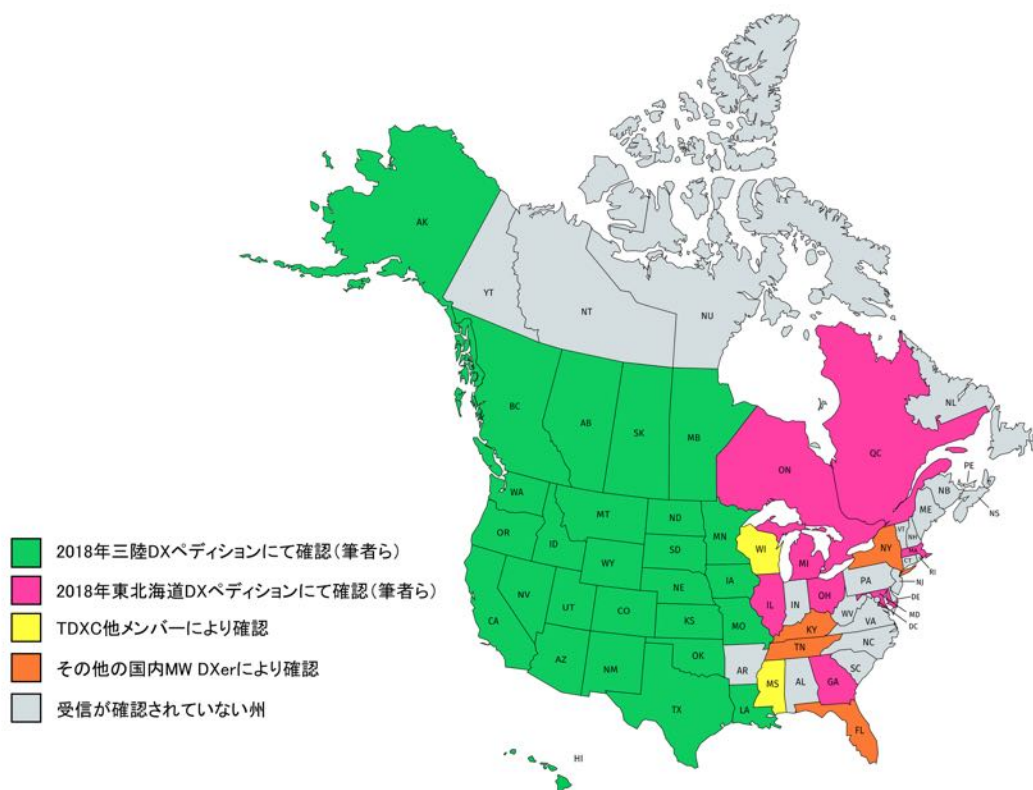 AK
YT
NT
NU
BC
AB
SK
MB
NL
QC
ON
PE
NB
NS
ME
WA
MT
ND
MN
VT
NH
OR
ID
SD
WI
MI
NY
MA
CT
RI
WY
IA
PA
NJ
NV
NE
IL
IN
OH
DE
UT
CO
WV
MD
VA
DC
CA
KS
MO
KY
NC
AZ
NM
OK
AR
TN
SC
TX
LA
MS
AL
GA
FL
HI
2018年三陸DXペディションにて確認(筆者ら)
2018年東北海道DXペディションにて確認(筆者ら)
TDXC他メンバーにより確認
その他の国内MW DXerにより確認
受信が確認されていない州